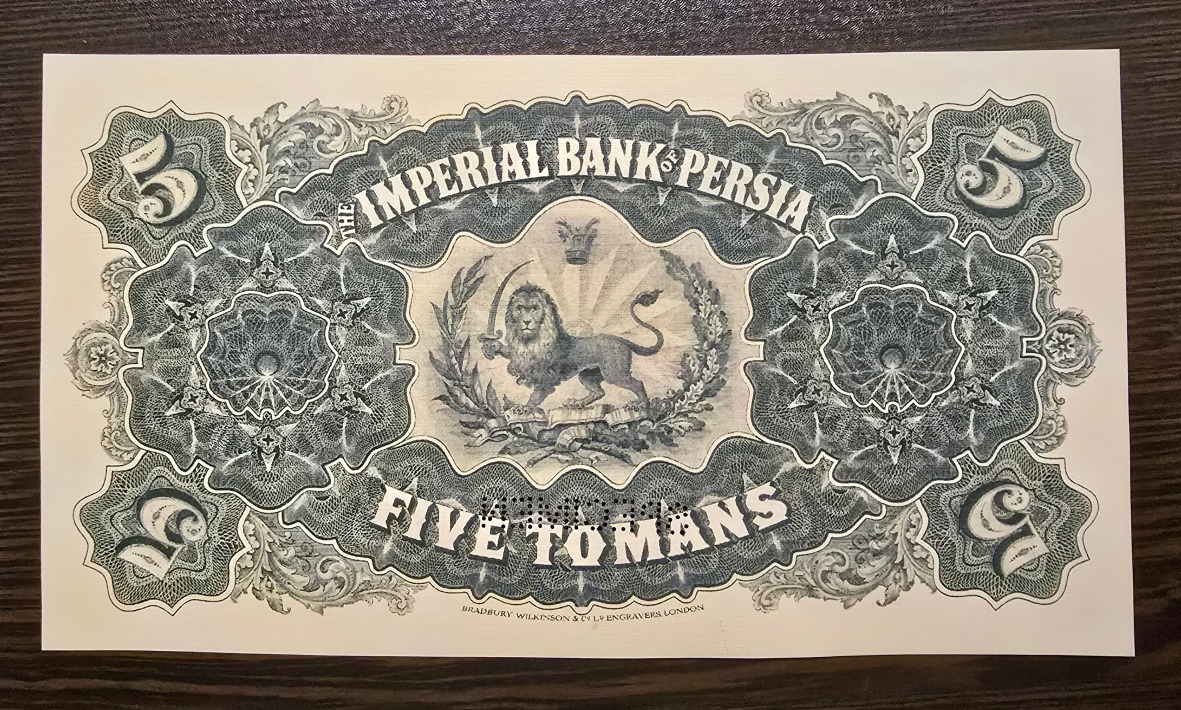 5 5
THE IMPERIAL BANK OF PERSIA
FIVE TOMANS
5 5
BRADBURY WILKINSON & Cº Lᴰ ENGRAVERS, LONDON